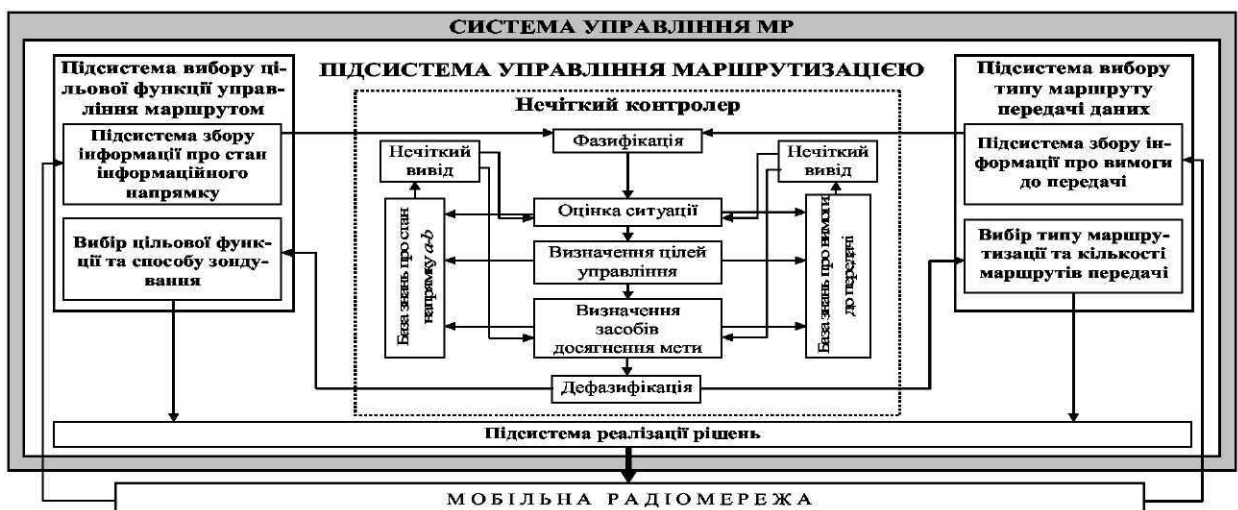 СИСТЕМА УПРАВЛІННЯ МР
Підсистема вибору ці-
льової функції управ-
ління маршрутом
Підсистема збору
інформації про стан
інформаційного
напрямку
Вибір цільової функ-
ції та способу зонду-
вання
ПІДСИСТЕМА УПРАВЛІННЯ МАРШРУТИЗАЦІЄЮ
Нечіткий контролер
Фазифікація
Нечіткий
вивід
Нечіткий
вивід
База знань про стан
напрямку a-b
Оцінка ситуації
Визначення цілей
управління
Визначення
засобів
досягнення мети
Дефазифікація
База знань про вимоги
до передачі
Підсистема вибору
типу маршруту
передачі даних
Підсистема збору ін-
формації про вимоги
до передачі
Вибір типу маршру-
тизації та кількості
маршрутів передачі
Підсистема реалізації рішень
МОБІЛЬНА РАДІОМЕРЕЖА